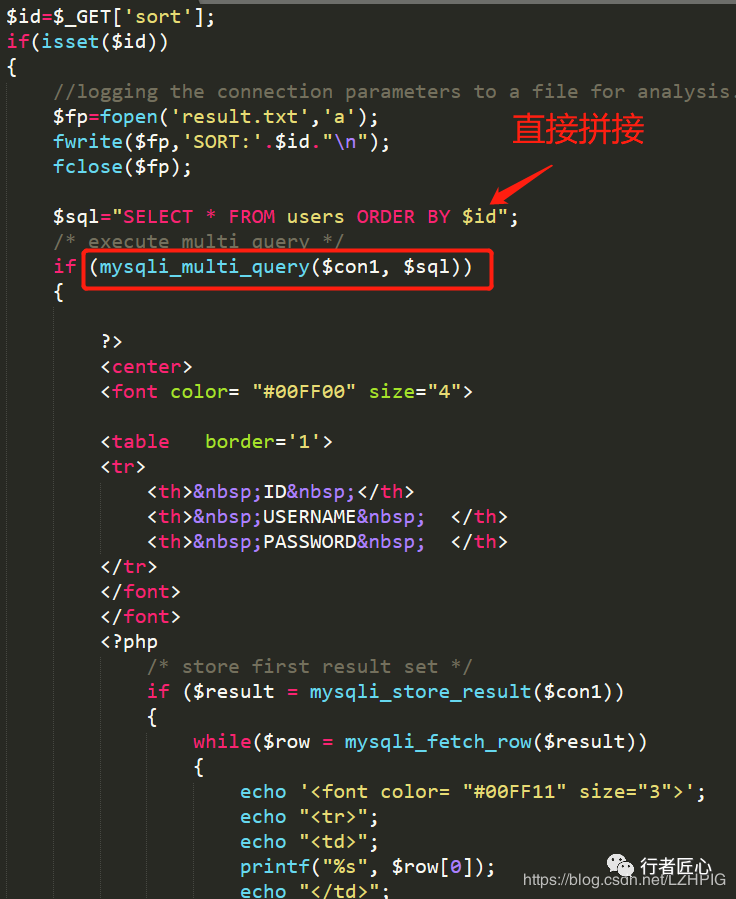 $id=$_GET['sort'];
if(isset($id))
{
//logging the connection parameters to a file for analysis.
$fp=fopen('result.txt','a');
fwrite($fp,'SORT:'.$id."\n");
fclose($fp);
直接拼接
$sql="SELECT * FROM users ORDER BY $id";
/* execute multi query */
if (mysqli_multi_query($con1, $sql))
{
?>
<center>
<font color= "#00FF00" size="4">
<table   border='1'>
<tr>
<th>&nbsp;ID&nbsp;</th>
<th>&nbsp;USERNAME&nbsp;  </th>
<th>&nbsp;PASSWORD&nbsp;  </th>
</tr>
</font>
</font>
<?php
/* store first result set */
if ($result = mysqli_store_result($con1))
{
while($row = mysqli_fetch_row($result))
{
echo '<font color= "#00FF11" size="3">';
echo "<tr>";
echo "<td>";
printf("%s", $row[0]);
echo "</td>";
行者匠心
https://blog.csdn.net/LZHPIG